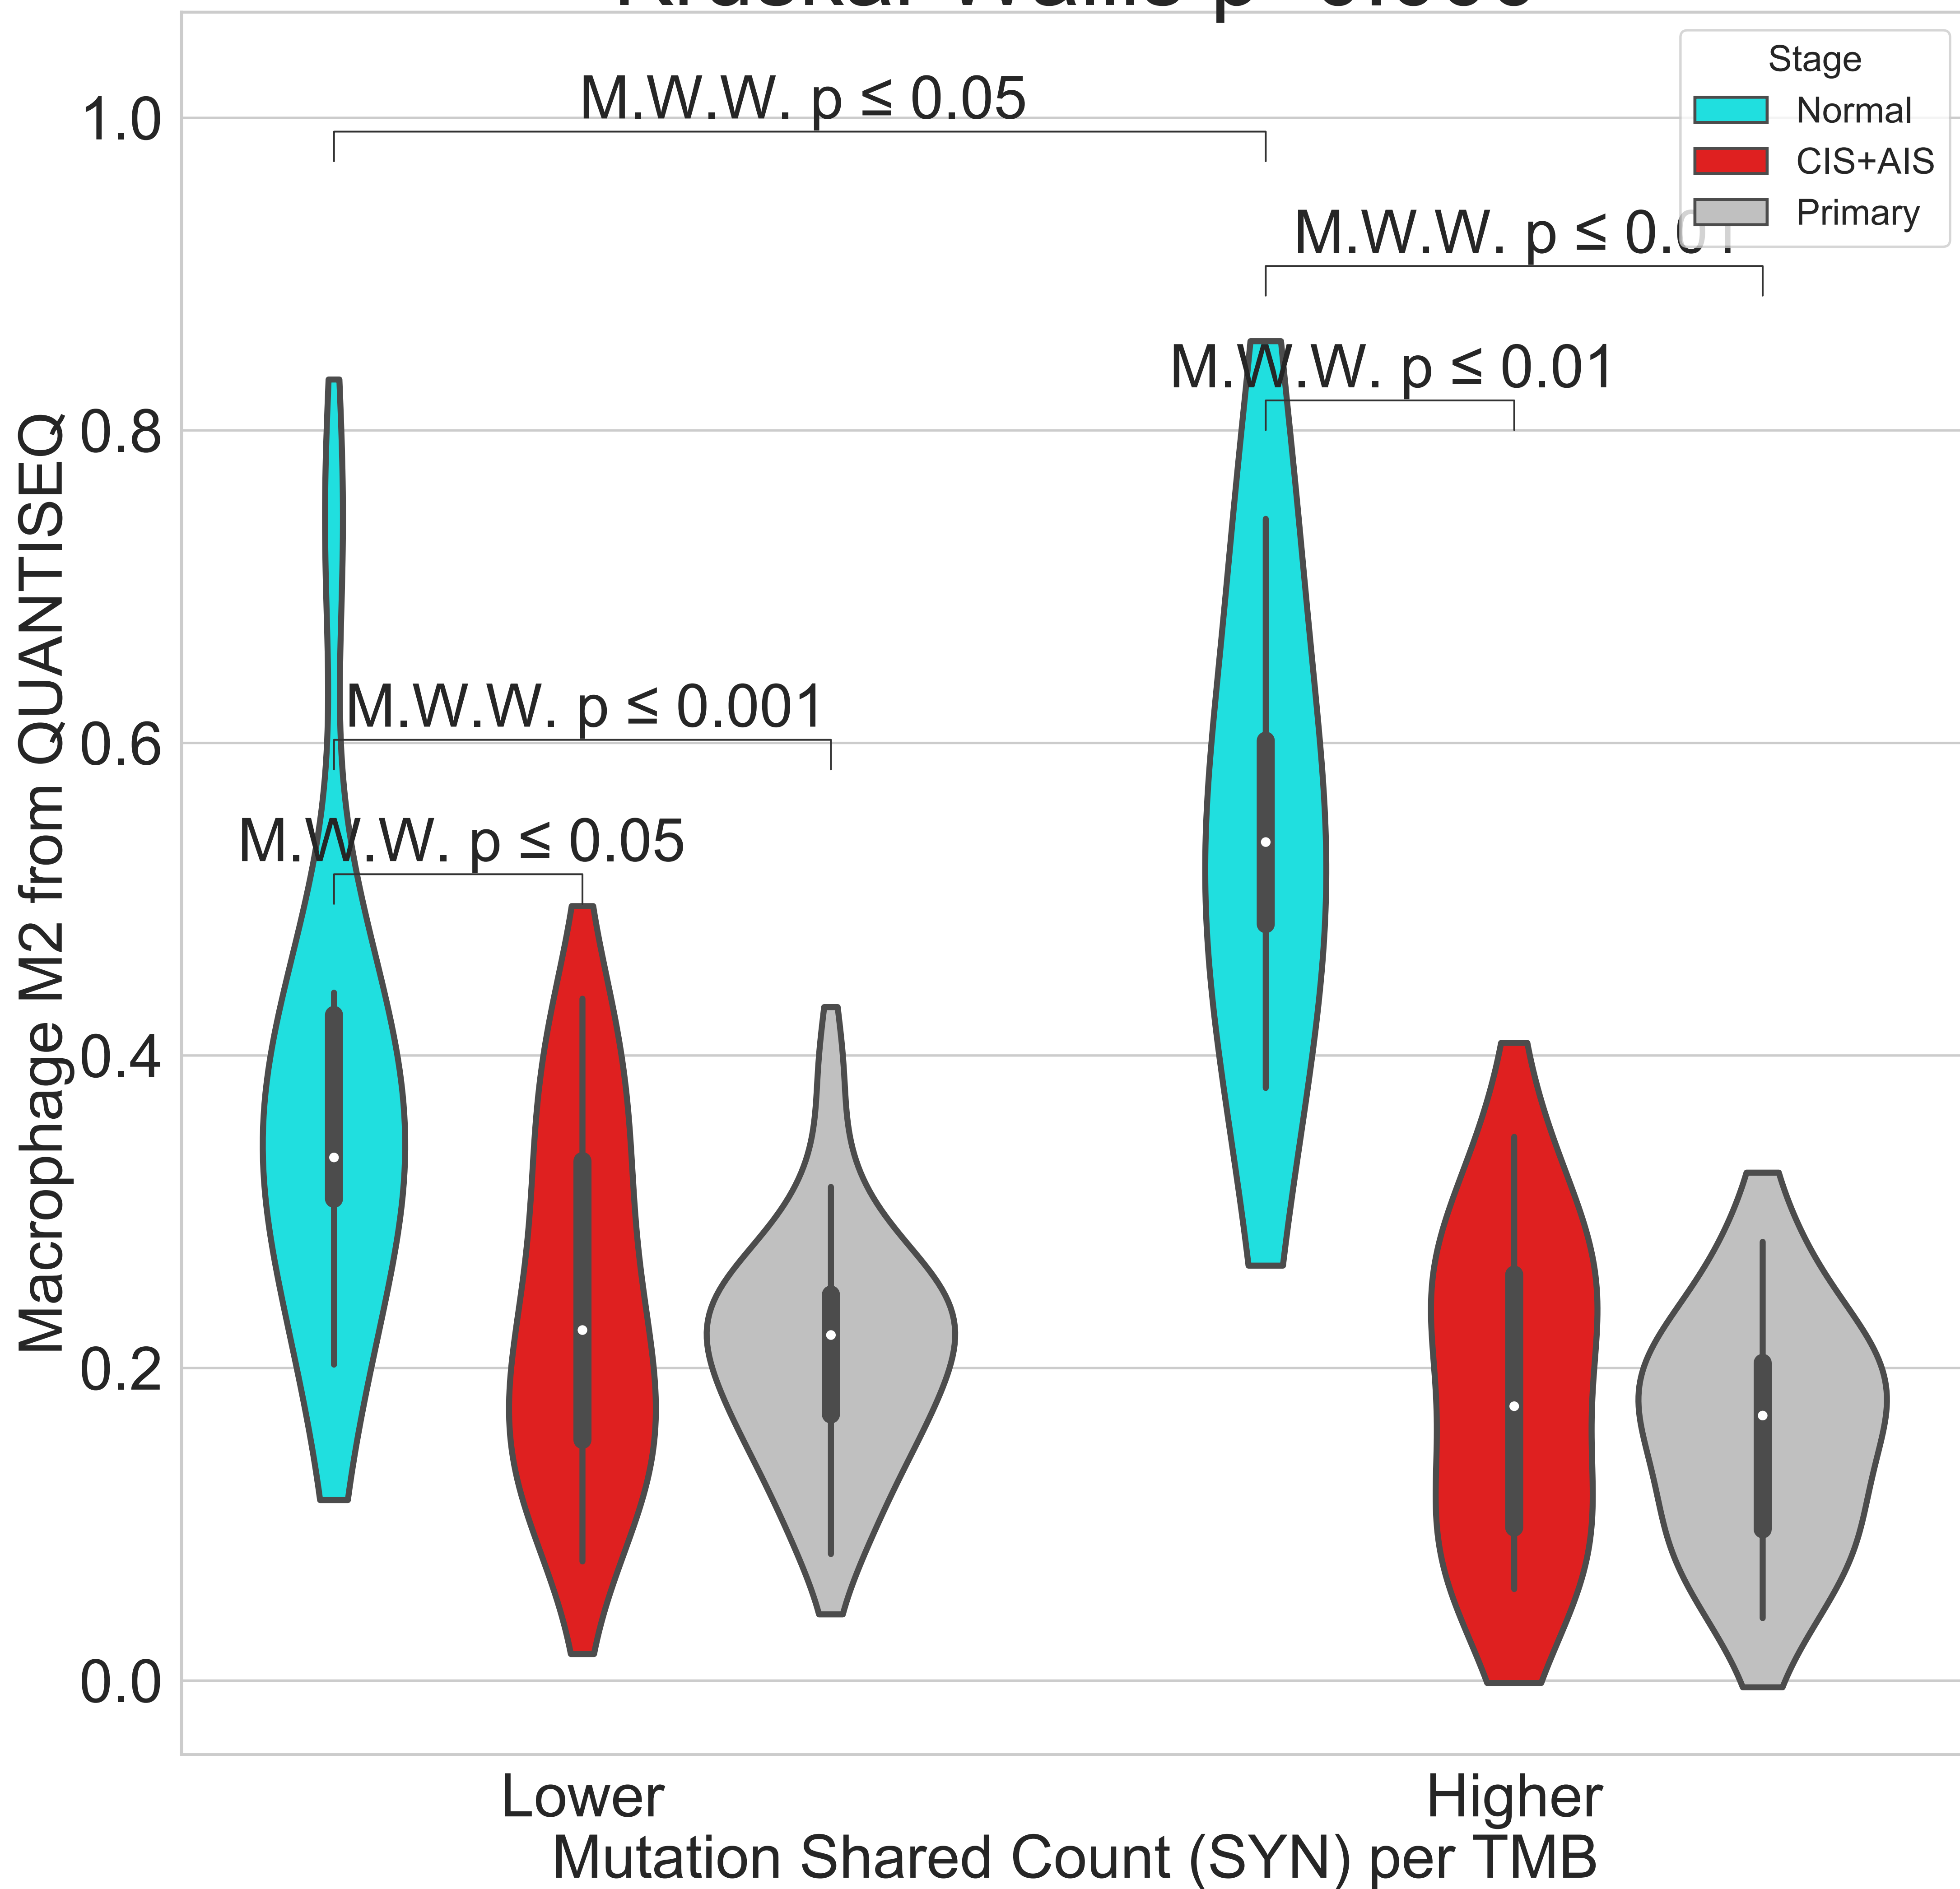 Stage
Normal
CIS+AIS
Primary
M.W.W. p ≤ 0.05
M.W.W. p ≤ 0.01
M.W.W. p ≤ 0.01
M.W.W. p ≤ 0.001
M.W.W. p ≤ 0.05
Macrophage M2 from QUANTISEQ
1.0
0.8
0.6
0.4
0.2
0.0
Lower
Higher
Mutation Shared Count (SYN) per TMB